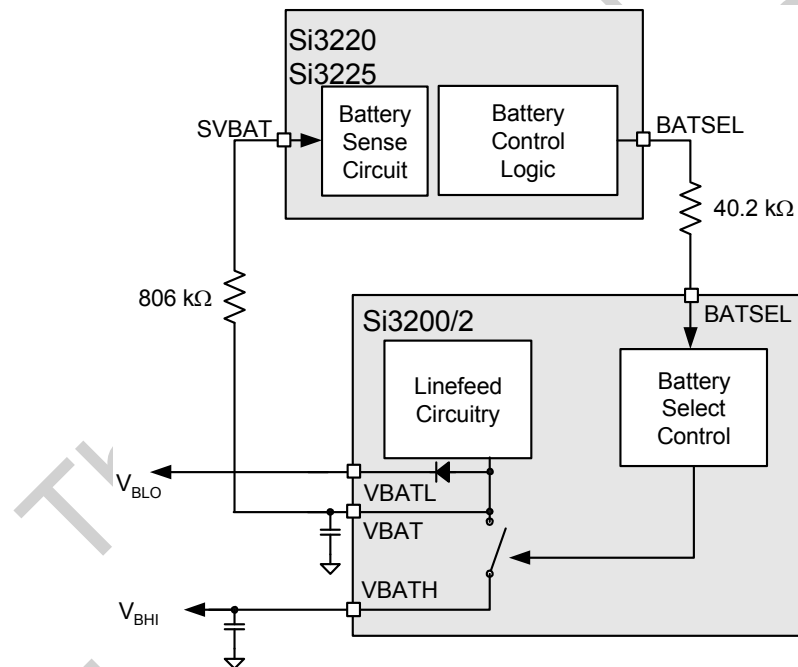 Si3220
Si3225
Battery
Sense
Circuit
Battery
Control
Logic
SVBAT
BATSEL
40.2 kΩ
806 kΩ
BATSEL
Si3200/2
Linefeed
Circuitry
Battery
Select
Control
VBLO
VBATL
VBAT
VBATH
VBHI